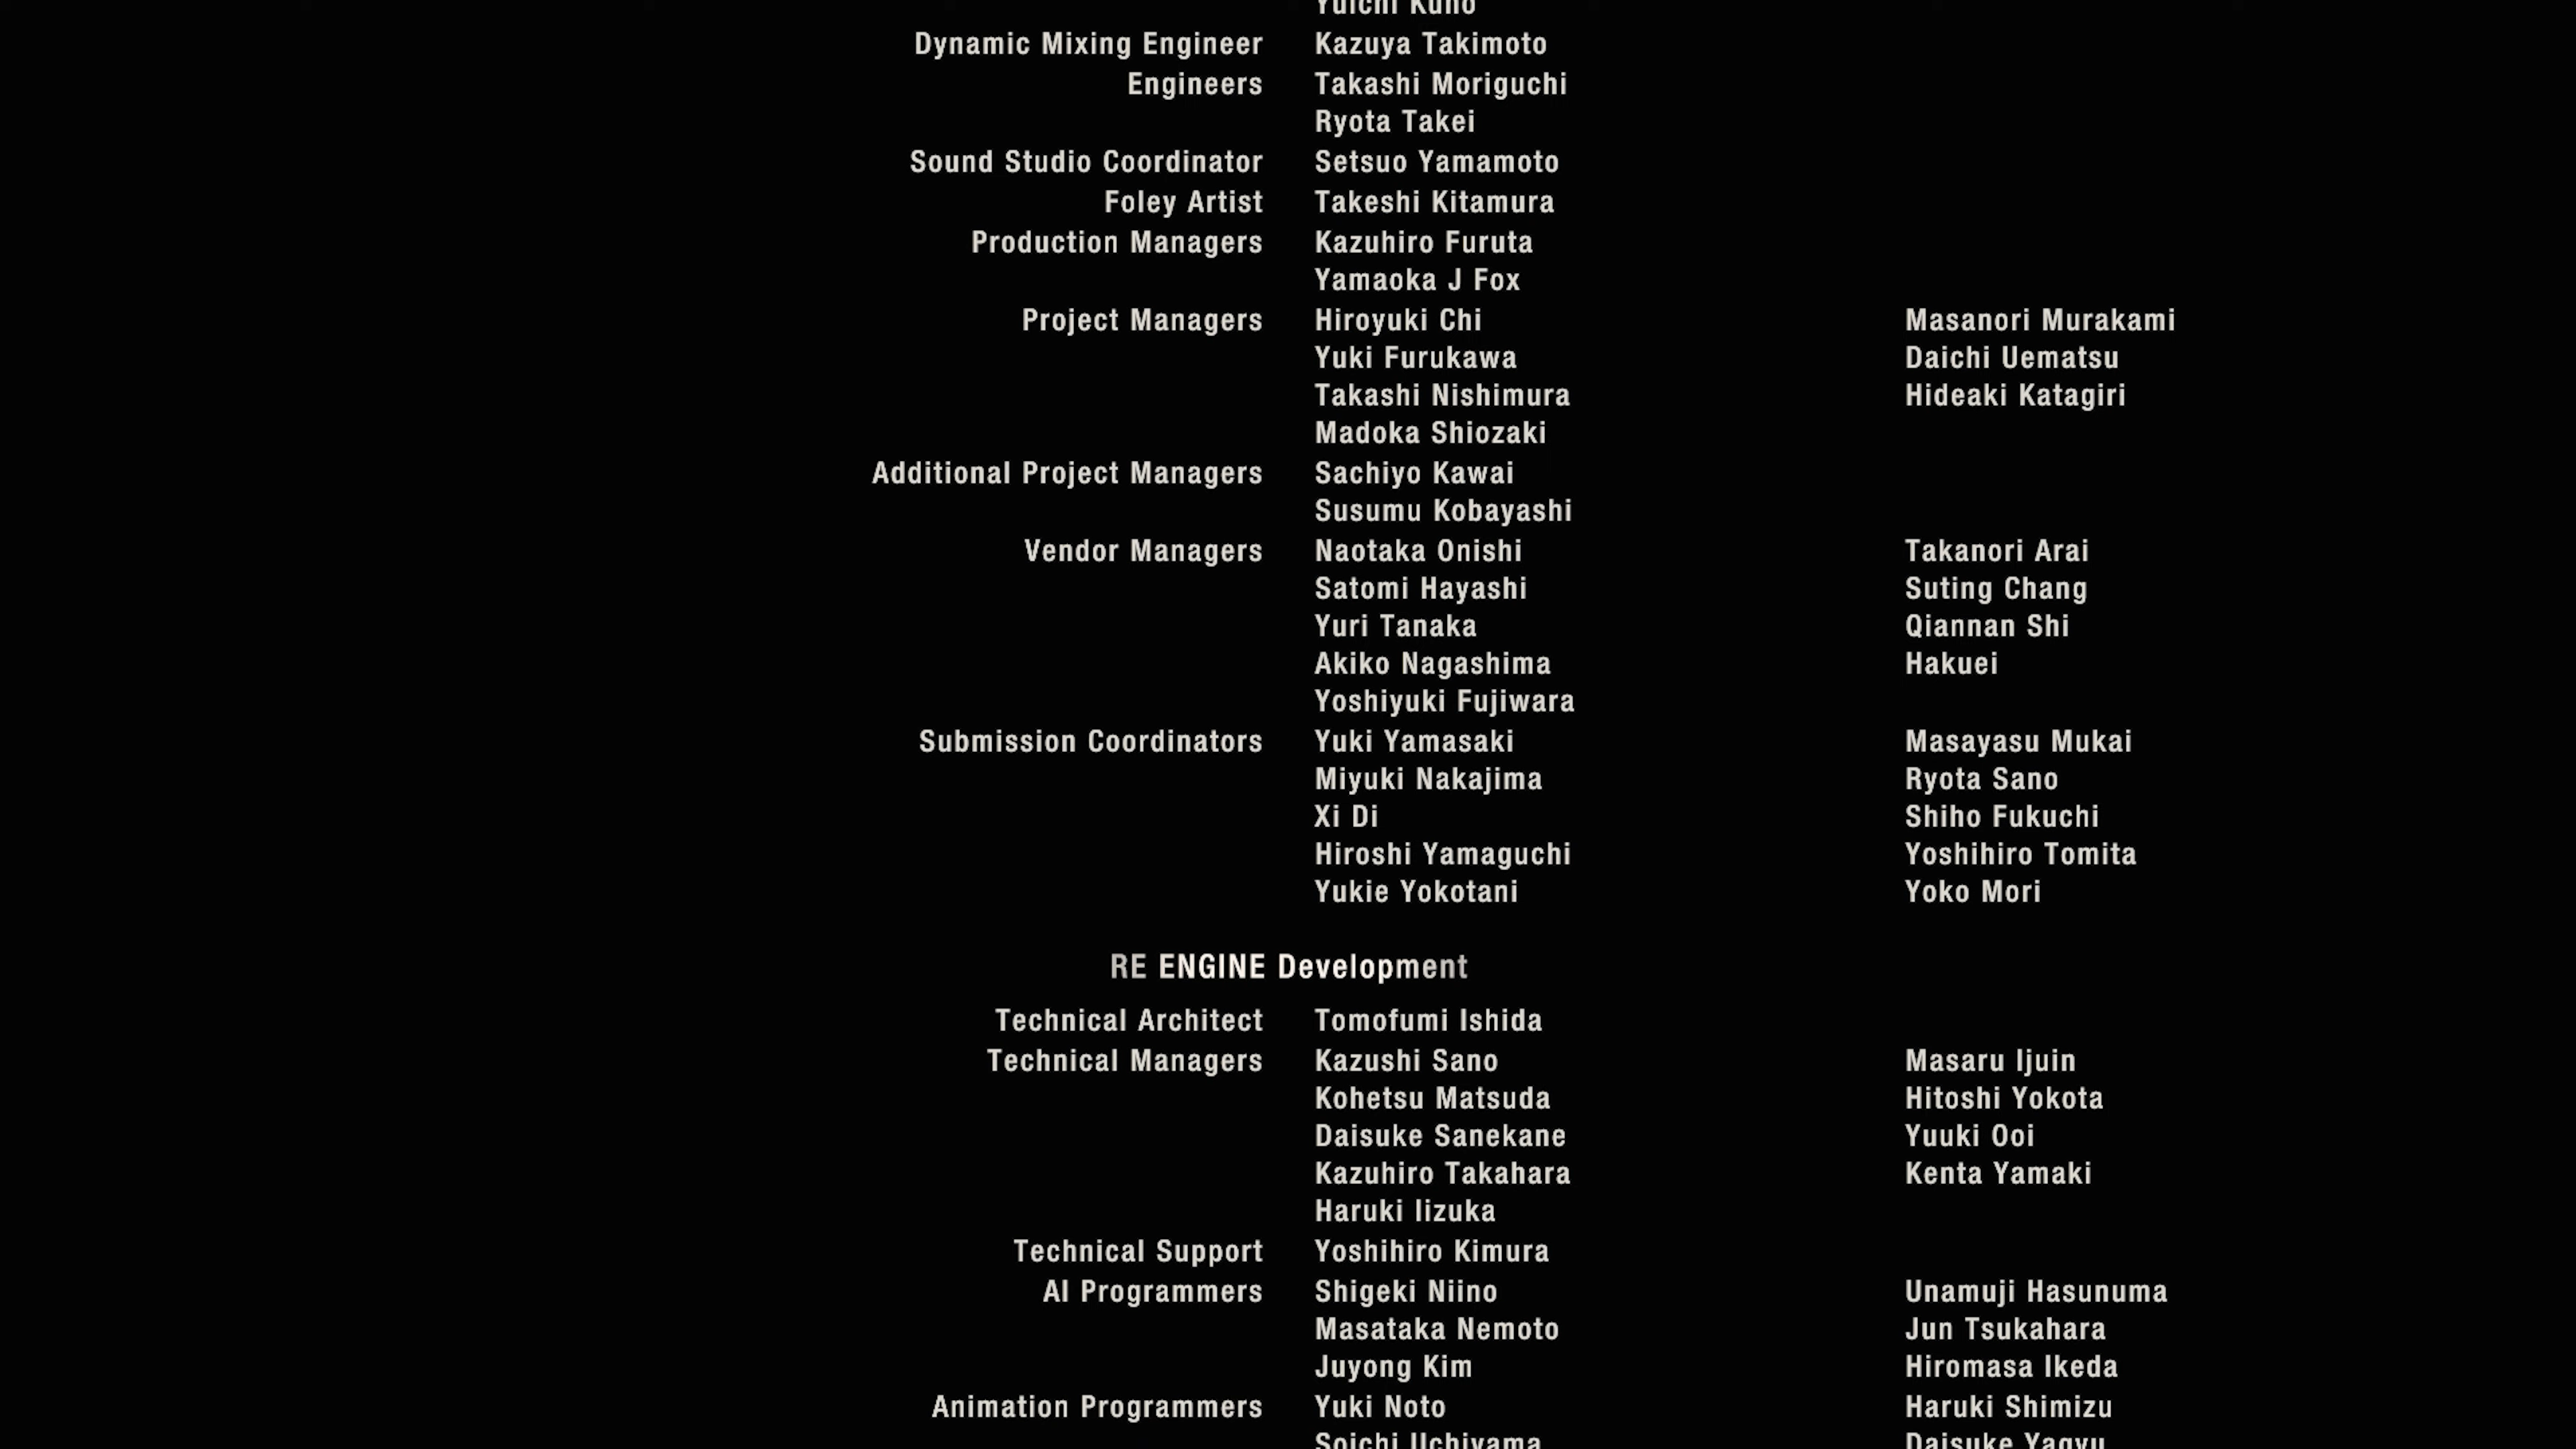 Yuichi Kuno
Dynamic Mixing Engineer Kazuya Takimoto
Engineers Takashi Moriguchi
Ryota Takei
Sound Studio Coordinator Setsuo Yamamoto
Foley Artist Takeshi Kitamura
Production Managers Kazuhiro Furuta
Yamaoka J Fox
Project Managers Hiroyuki Chi Masanori Murakami
Yuki Furukawa Daichi Uematsu
Takashi Nishimura Hideaki Katagiri
Madoka Shiozaki
Additional Project Managers Sachiyo Kawai
Susumu Kobayashi
Vendor Managers Naotaka Onishi Takanori Arai
Satomi Hayashi Suting Chang
Yuri Tanaka Qiannan Shi
Akiko Nagashima Hakuei
Yoshiyuki Fujiwara
Submission Coordinators Yuki Yamasaki Masayasu Mukai
Miyuki Nakajima Ryota Sano
Xi Di Shiho Fukuchi
Hiroshi Yamaguchi Yoshihiro Tomita
Yukie Yokotani Yoko Mori
RE ENGINE Development
Technical Architect Tomofumi Ishida
Technical Managers Kazushi Sano Masaru Ijuin
Kohetsu Matsuda Hitoshi Yokota
Daisuke Sanekane Yuuki Ooi
Kazuhiro Takahara Kenta Yamaki
Haruki Iizuka
Technical Support Yoshihiro Kimura
AI Programmers Shigeki Niino Unamuji Hasunuma
Masataka Nemoto Jun Tsukahara
Juyong Kim Hiromasa Ikeda
Animation Programmers Yuki Noto Haruki Shimizu
Soichi Uchiyama Daisuke Yagyu